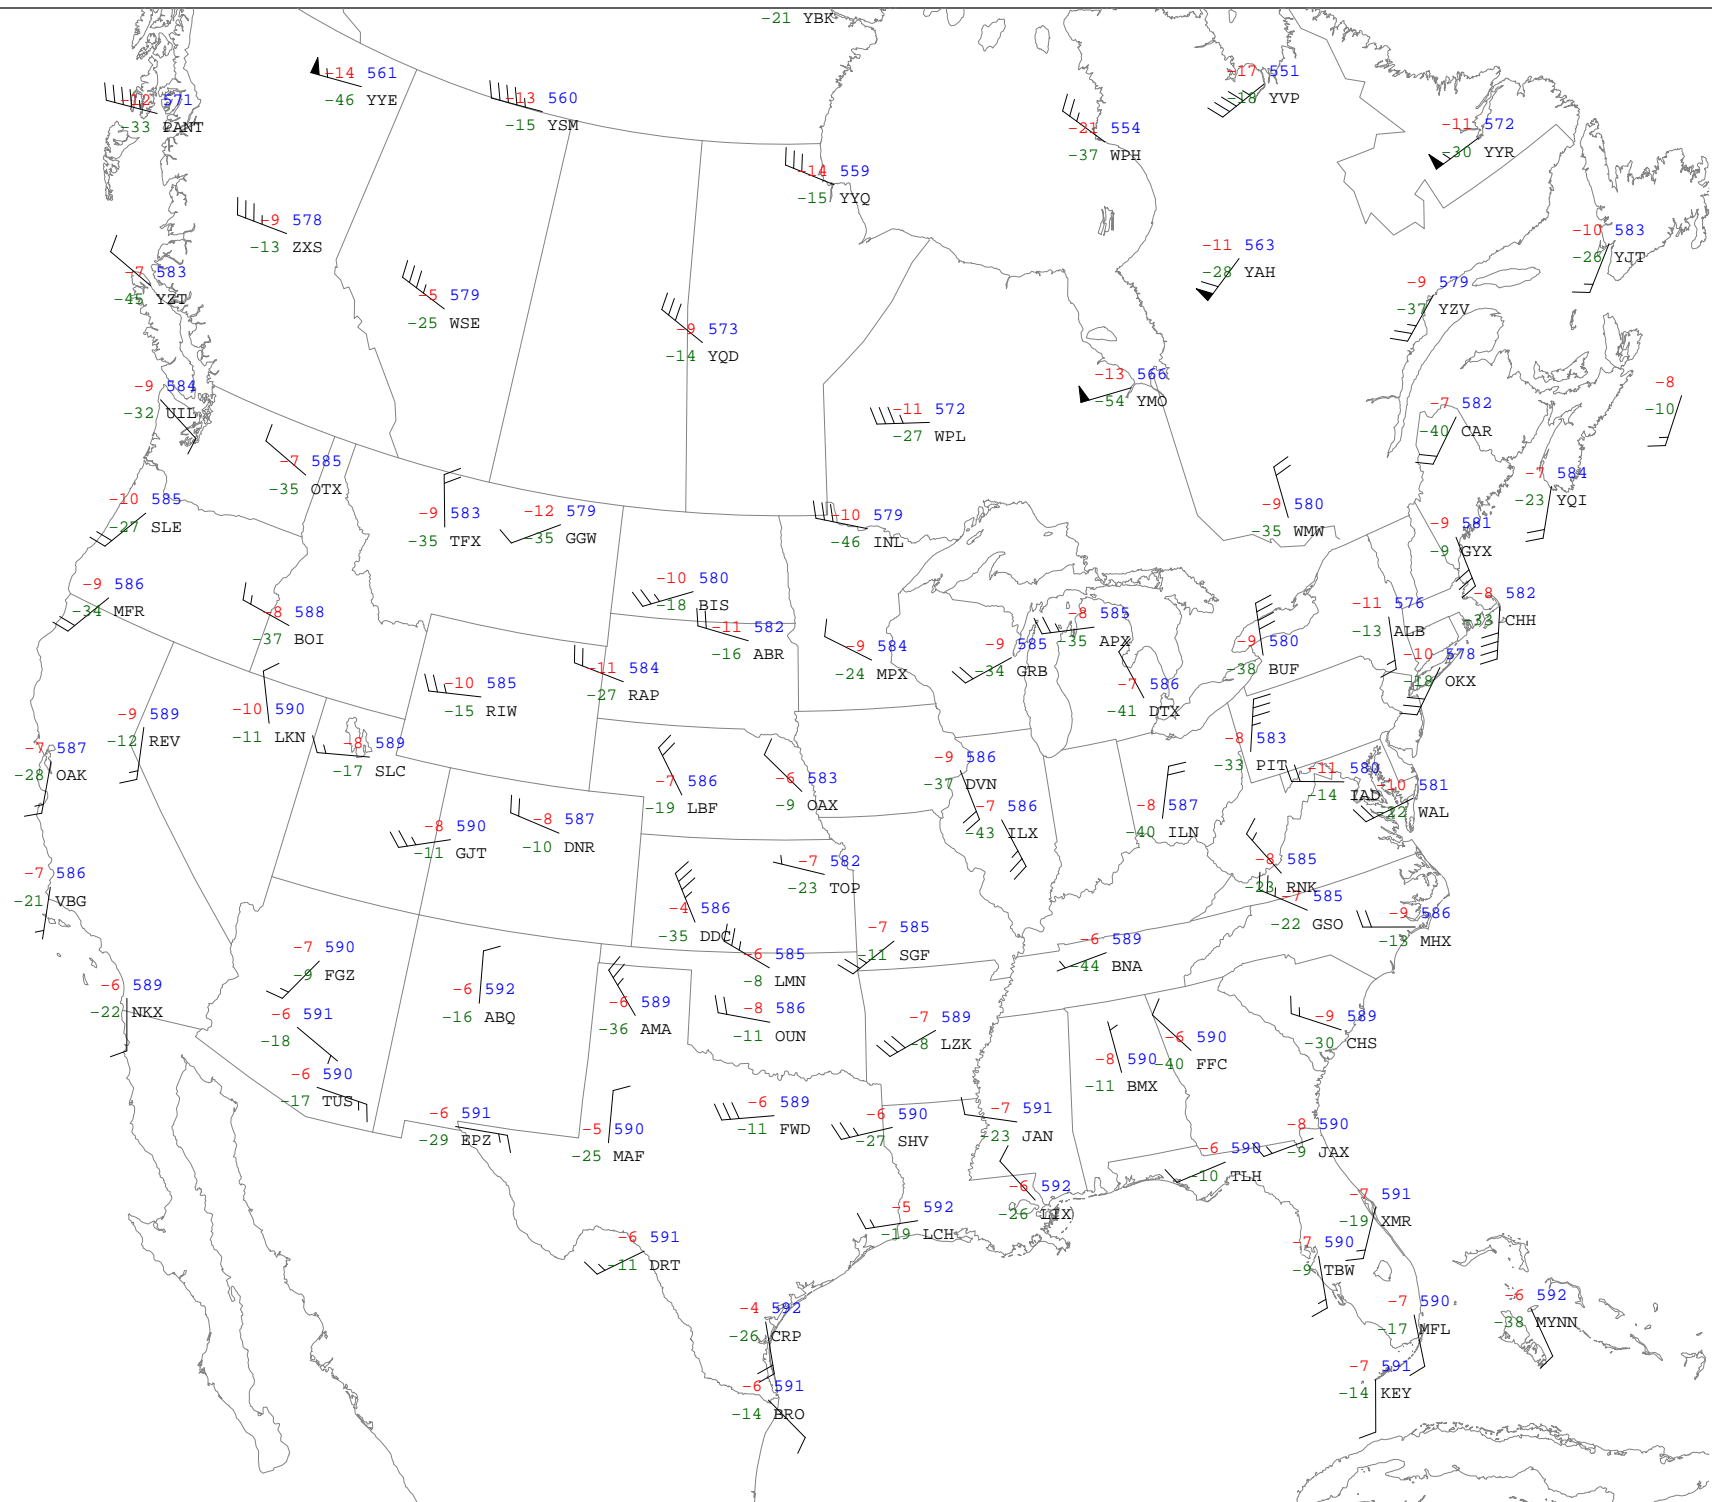 -21 YBK
-14 561
-46 YYE
-12 571
-33 PANT
-13 560
-15 YSM
-17 551
-18 YVP
-21 554
-37 WPH
-11 572
-30 YYR
-14 559
-15 YYQ
-9 578
-13 ZXS
-10 583
-26 YJT
-11 563
-28 YAH
-7 583
-45 YZT
-5 579
-25 WSE
-9 579
-37 YZV
-9 573
-14 YQD
-13 566
-54 YMO
-9 584
-32 UIL
-8
-10
-11 572
-27 WPL
-7 582
-40 CAR
-7 585
-35 OTX
-7 584
-23 YQI
-10 585
-27 SLE
-9 583
-35 TFX
-12 579
-35 GGW
-10 579
-46 INL
-9 580
-35 WMW
-9 581
-9 GYX
-9 586
-34 MFR
-10 580
-18 BIS
-8 582
-33 CHH
-8 588
-37 BOI
-11 582
-16 ABR
-8 585
-35 APX
-11 576
-13 ALB
-9 584
-24 MPX
-9 585
-34 GRB
-9 580
-38 BUF
-10 578
-18 OKX
-10 585
-15 RIW
-11 584
-27 RAP
-7 586
-41 DTX
-9 589
-12 REV
-10 590
-11 LKN
-8 589
-17 SLC
-7 587
-28 OAK
-8 583
-33 PIT
-9 586
-37 DVN
-11 580
-14 IAD
-7 586
-19 LBF
-6 583
-9 OAX
-10 581
-22 WAL
-7 586
-43 ILX
-8 587
-40 ILN
-8 590
-11 GJT
-8 587
-10 DNR
-7 586
-21 VBG
-7 582
-23 TOP
-8 585
-23 RNK
-7 585
-22 GSO
-4 586
-35 DDC
-9 586
-13 MHX
-7 585
-11 SGF
-7 590
-9 FGZ
-6 585
-8 LMN
-6 589
-44 BNA
-6 589
-22 NKX
-6 592
-16 ABQ
-6 589
-36 AMA
-8 586
-11 OUN
-6 591
-18
-7 589
-8 LZK
-9 589
-30 CHS
-8 590
-11 BMX
-6 590
-40 FFC
-6 590
-17 TUS
-6 591
-29 EPZ
-5 590
-25 MAF
-6 589
-11 FWD
-6 590
-27 SHV
-7 591
-23 JAN
-8 590
-9 JAX
-6 590
-10 TLH
-6 592
-26 LIX
-7 591
-19 XMR
-5 592
-19 LCH
-6 591
-11 DRT
-7 590
-9 TBW
-4 592
-26 CRP
-7 590
-17 MFL
-6 592
-38 MYNN
-7 591
-14 KEY
-6 591
-14 BRO